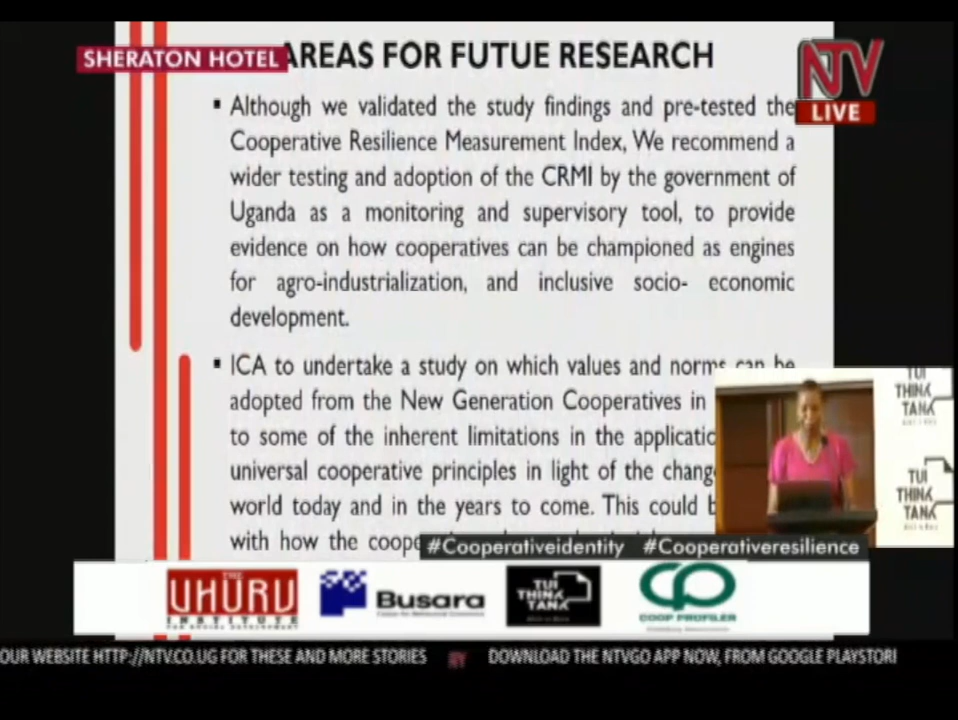 SHERATON HOTEL
AREAS FOR FUTUE RESEARCH
NTV
LIVE
▪ Although we validated the study findings and pre-tested the
Cooperative Resilience Measurement Index, We recommend a
wider testing and adoption of the CRMI by the government of
Uganda as a monitoring and supervisory tool, to provide
evidence on how cooperatives can be championed as engines
for agro-industrialization, and inclusive socio- economic
development.
▪ ICA to undertake a study on which values and norms can be
adopted from the New Generation Cooperatives in
to some of the inherent limitations in the
universal cooperative principles in light of the
world today and in the years to come. This could
with how the
TUI
THINK
TANK
TUI
THINK
TANK
#Cooperativeidentity #Cooperativeresilience
THE
UHURU
INSTITUTE
FOR SOCIAL DEVELOPMENT
Busara
TUI
THINK
TANK
COOP PROFILER
OUR WEBSITE HTTP://NTV.CO.UG FOR THESE AND MORE STORIES DOWNLOAD THE NTVGO APP NOW, FROM GOOGLE